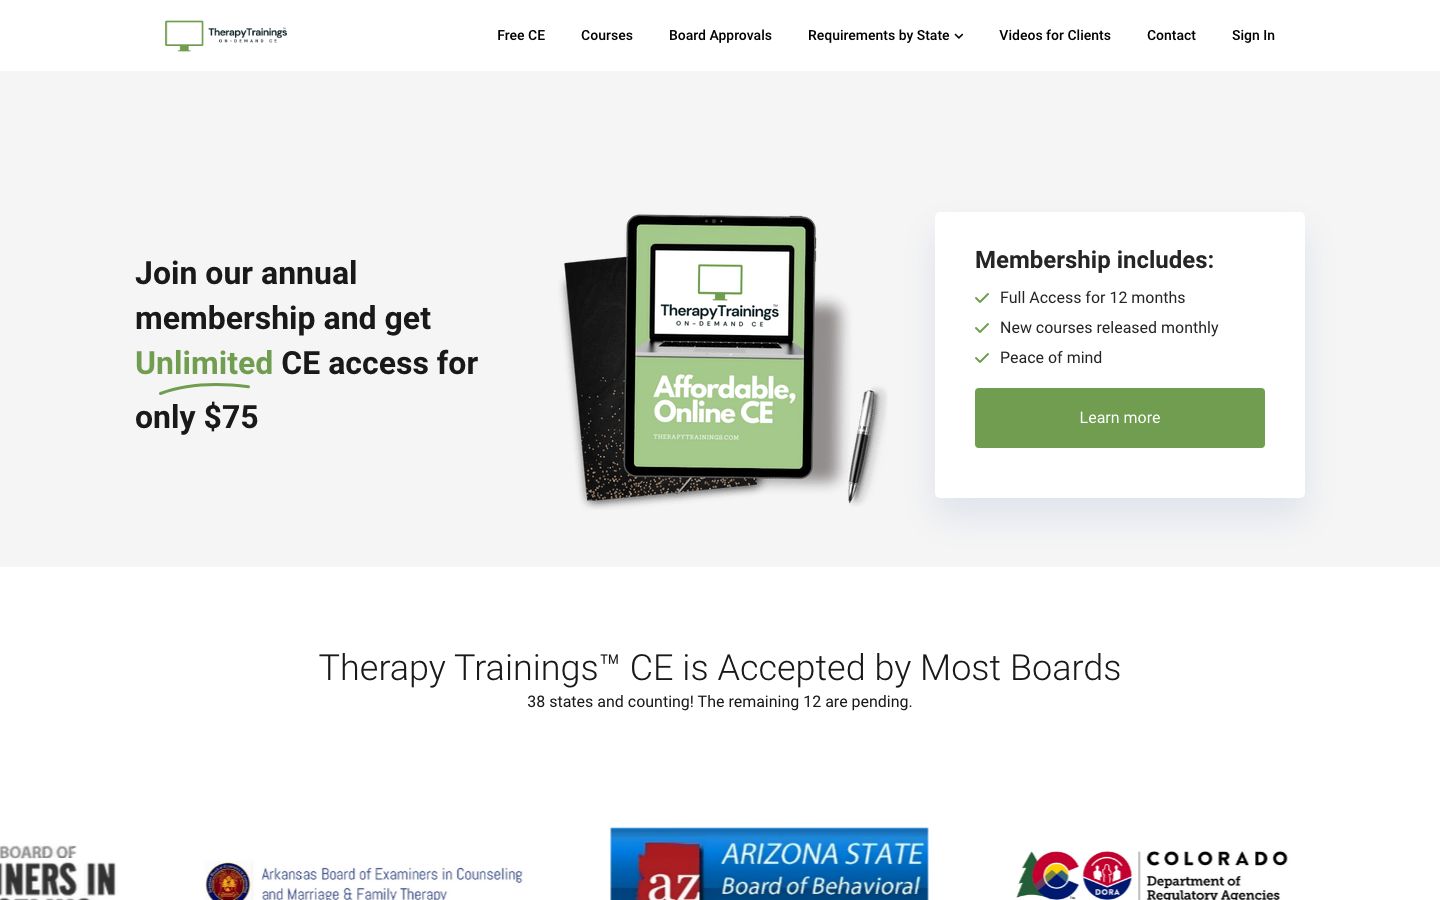 TherapyTrainings
ON-DEMAND CE
Free CE
Courses
Board Approvals
Requirements by State
Videos for Clients
Contact
Sign In
Join our annual
membership and get
Unlimited CE access for
only $75
TherapyTrainings™
ON-DEMAND CE
Affordable,
Online CE
THERAPYTRAININGS.COM
Membership includes:
Full Access for 12 months
New courses released monthly
Peace of mind
Learn more
Therapy Trainings™ CE is Accepted by Most Boards
38 states and counting! The remaining 12 are pending.
BOARD OF
NERS IN
Arkansas Board of Examiners in Counseling
and Marriage & Family Therapy
az
ARIZONA STATE
Board of Behavioral
C
DORA
COLORADO
Department of
Regulatory Agencies